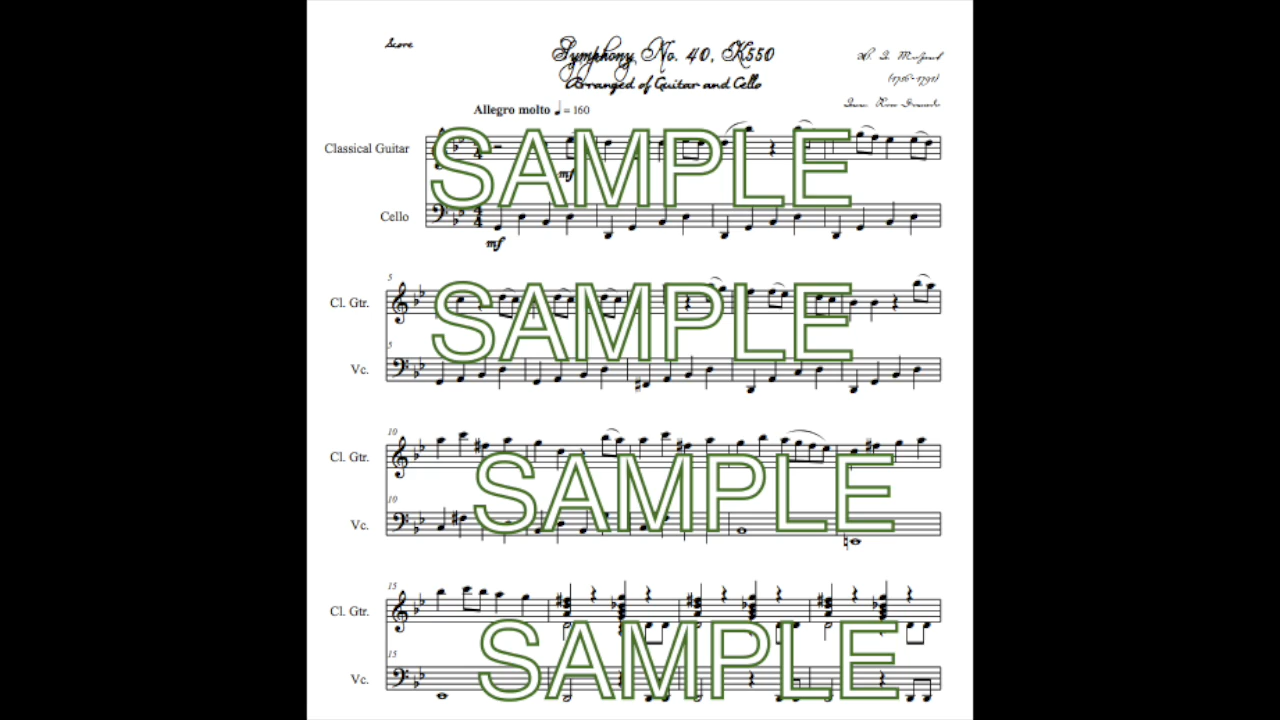 Score
Symphony No. 40, K550
Arranged of Guitar and Cello
(1756-1791)
Allegro molto ♩ = 160
Classical Guitar
SAMPLE
mf
Cello
mf
5
Cl. Gtr.
SAMPLE
5
Vc.
10
Cl. Gtr.
SAMPLE
10
Vc.
15
Cl. Gtr.
SAMPLE
15
Vc.